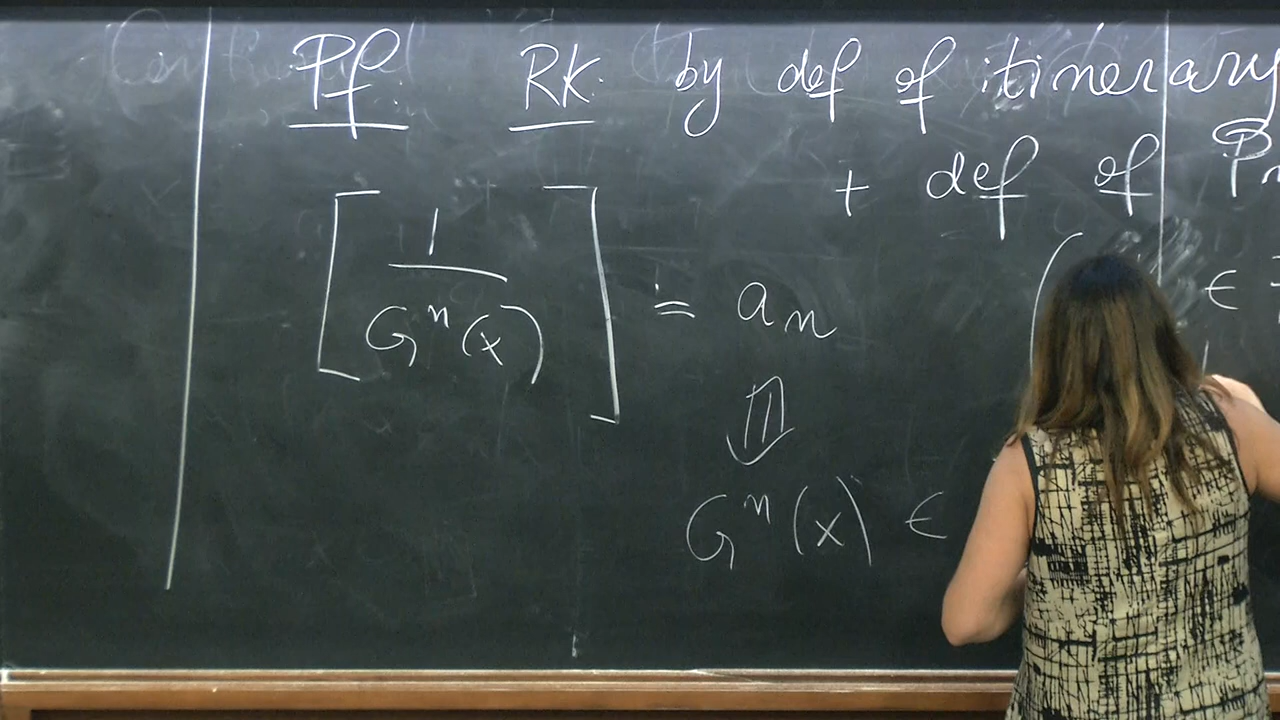 Pf. RK. by def of itinerary
+ def of P
[ 1 / G^n(x) ] = a_n ( ∈
⇓
G^n(x) ∈